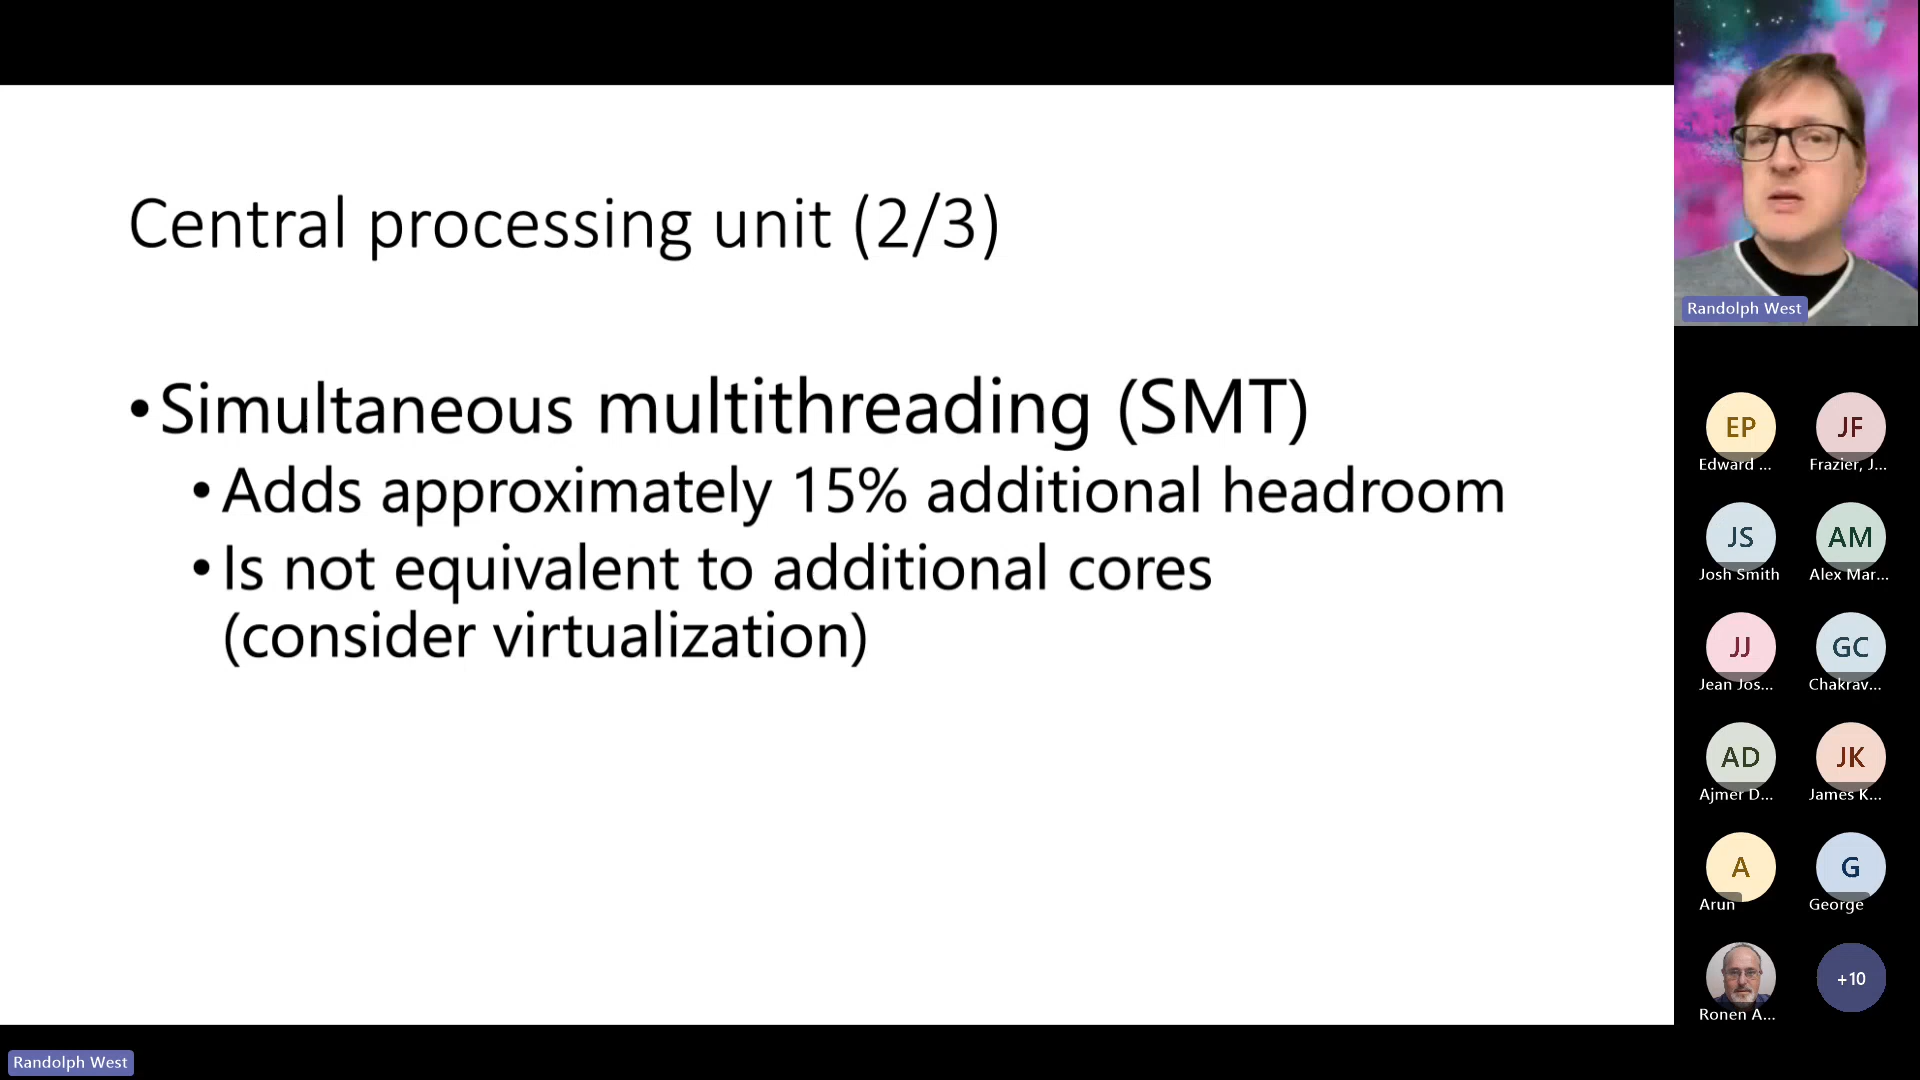 Central processing unit (2/3)
•Simultaneous multithreading (SMT)
•Adds approximately 15% additional headroom
•Is not equivalent to additional cores
(consider virtualization)
Randolph West
EP
JF
Edward ...
Frazier, J...
JS
AM
Josh Smith
Alex Mar...
JJ
GC
Jean Jos...
Chakrav...
AD
JK
Ajmer D...
James K...
A
G
Arun
George
+10
Ronen A...
Randolph West